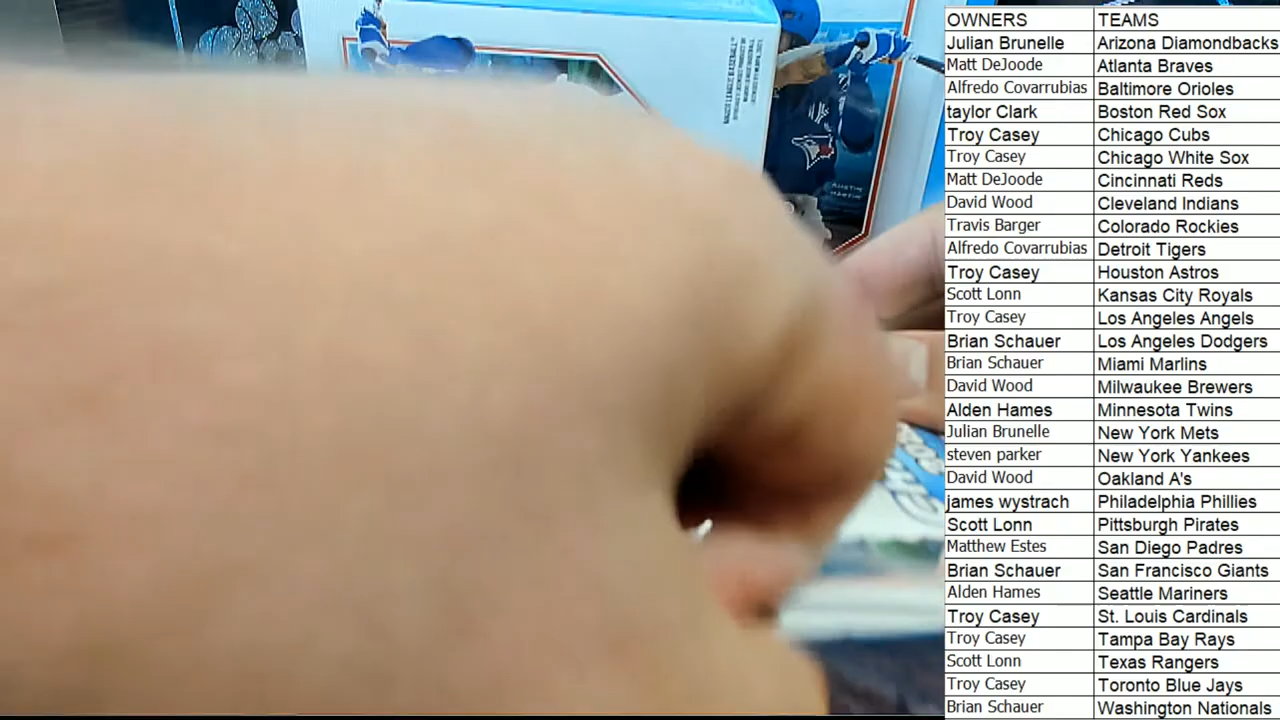 OWNERS TEAMS
Julian Brunelle Arizona Diamondbacks
Matt DeJoode Atlanta Braves
Alfredo Covarrubias Baltimore Orioles
taylor Clark Boston Red Sox
Troy Casey Chicago Cubs
Troy Casey Chicago White Sox
Matt DeJoode Cincinnati Reds
David Wood Cleveland Indians
Travis Barger Colorado Rockies
Alfredo Covarrubias Detroit Tigers
Troy Casey Houston Astros
Scott Lonn Kansas City Royals
Troy Casey Los Angeles Angels
Brian Schauer Los Angeles Dodgers
Brian Schauer Miami Marlins
David Wood Milwaukee Brewers
Alden Hames Minnesota Twins
Julian Brunelle New York Mets
steven parker New York Yankees
David Wood Oakland A's
james wystrach Philadelphia Phillies
Scott Lonn Pittsburgh Pirates
Matthew Estes San Diego Padres
Brian Schauer San Francisco Giants
Alden Hames Seattle Mariners
Troy Casey St. Louis Cardinals
Troy Casey Tampa Bay Rays
Scott Lonn Texas Rangers
Troy Casey Toronto Blue Jays
Brian Schauer Washington Nationals
AUSTIN
MARTIN